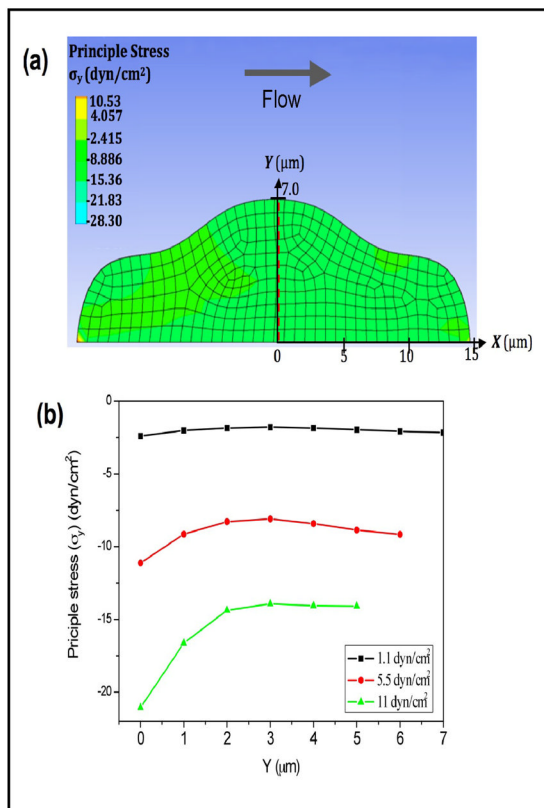 (a)
Principle Stress
σy (dyn/cm²)
10.53
4.057
-2.415
-8.886
-15.36
-21.83
-28.30
Flow
Y (μm)
7.0
X (μm)
0
5
10
15
(b)
Priciple stress (σy) (dyn/cm²)
0
-5
-10
-15
-20
1.1 dyn/cm²
5.5 dyn/cm²
11 dyn/cm²
0 1 2 3 4 5 6 7
Y (μm)